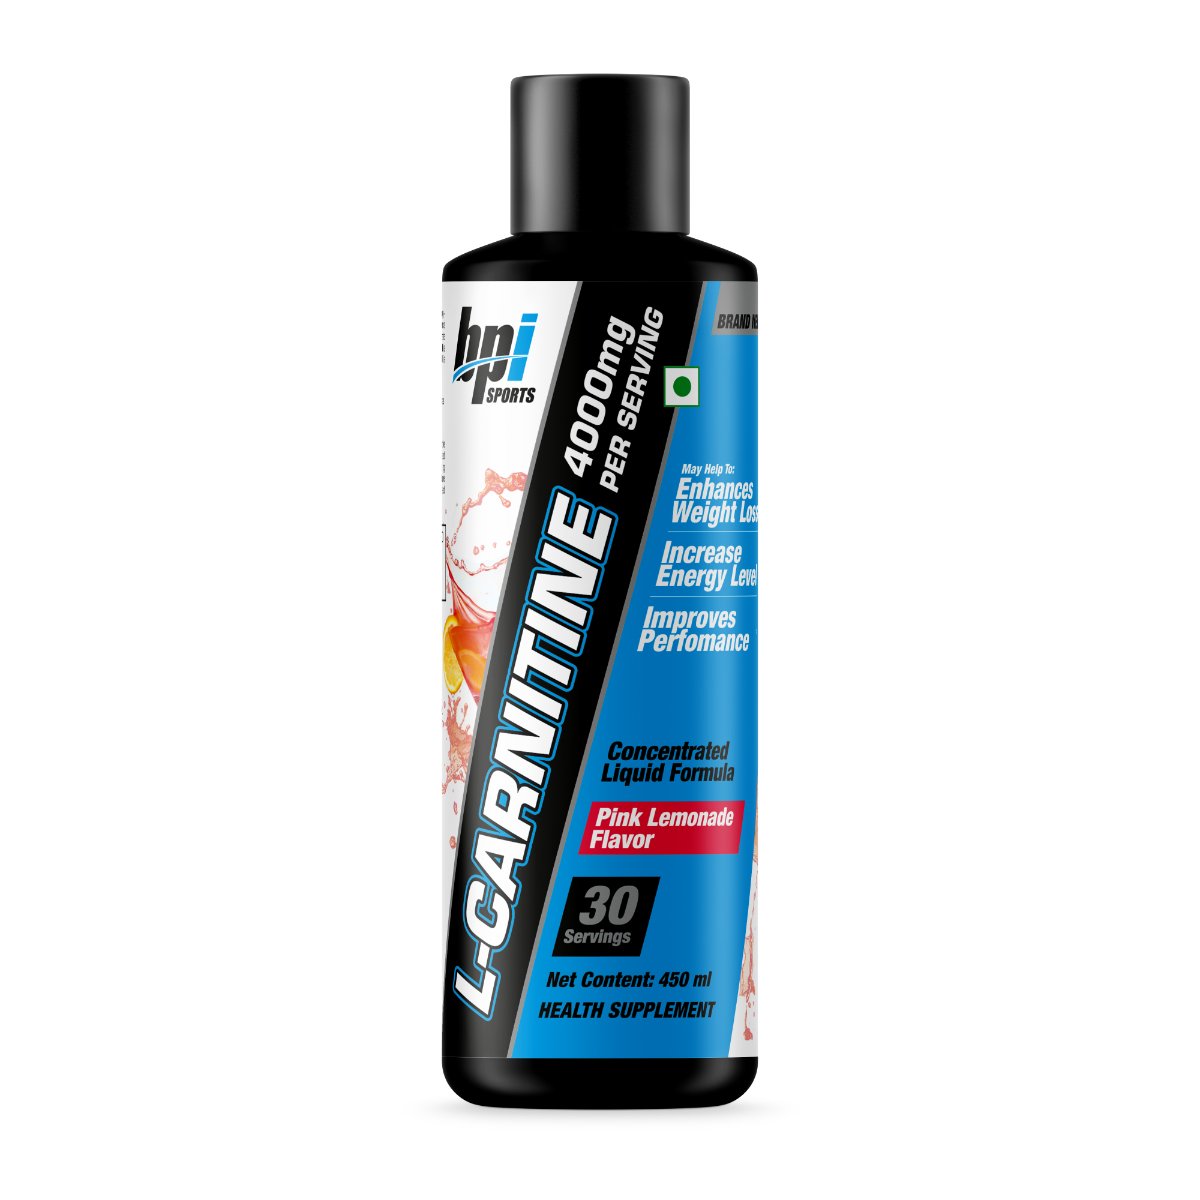 bpi
SPORTS
L-CARNITINE 4000mg
PER SERVING
BRAND
May Help To:
Enhances
Weight Loss
Increase
Energy Level
Improves
Perfomance
Concentrated
Liquid Formula
Pink Lemonade
Flavor
30
Servings
Net Content: 450 ml
HEALTH SUPPLEMENT